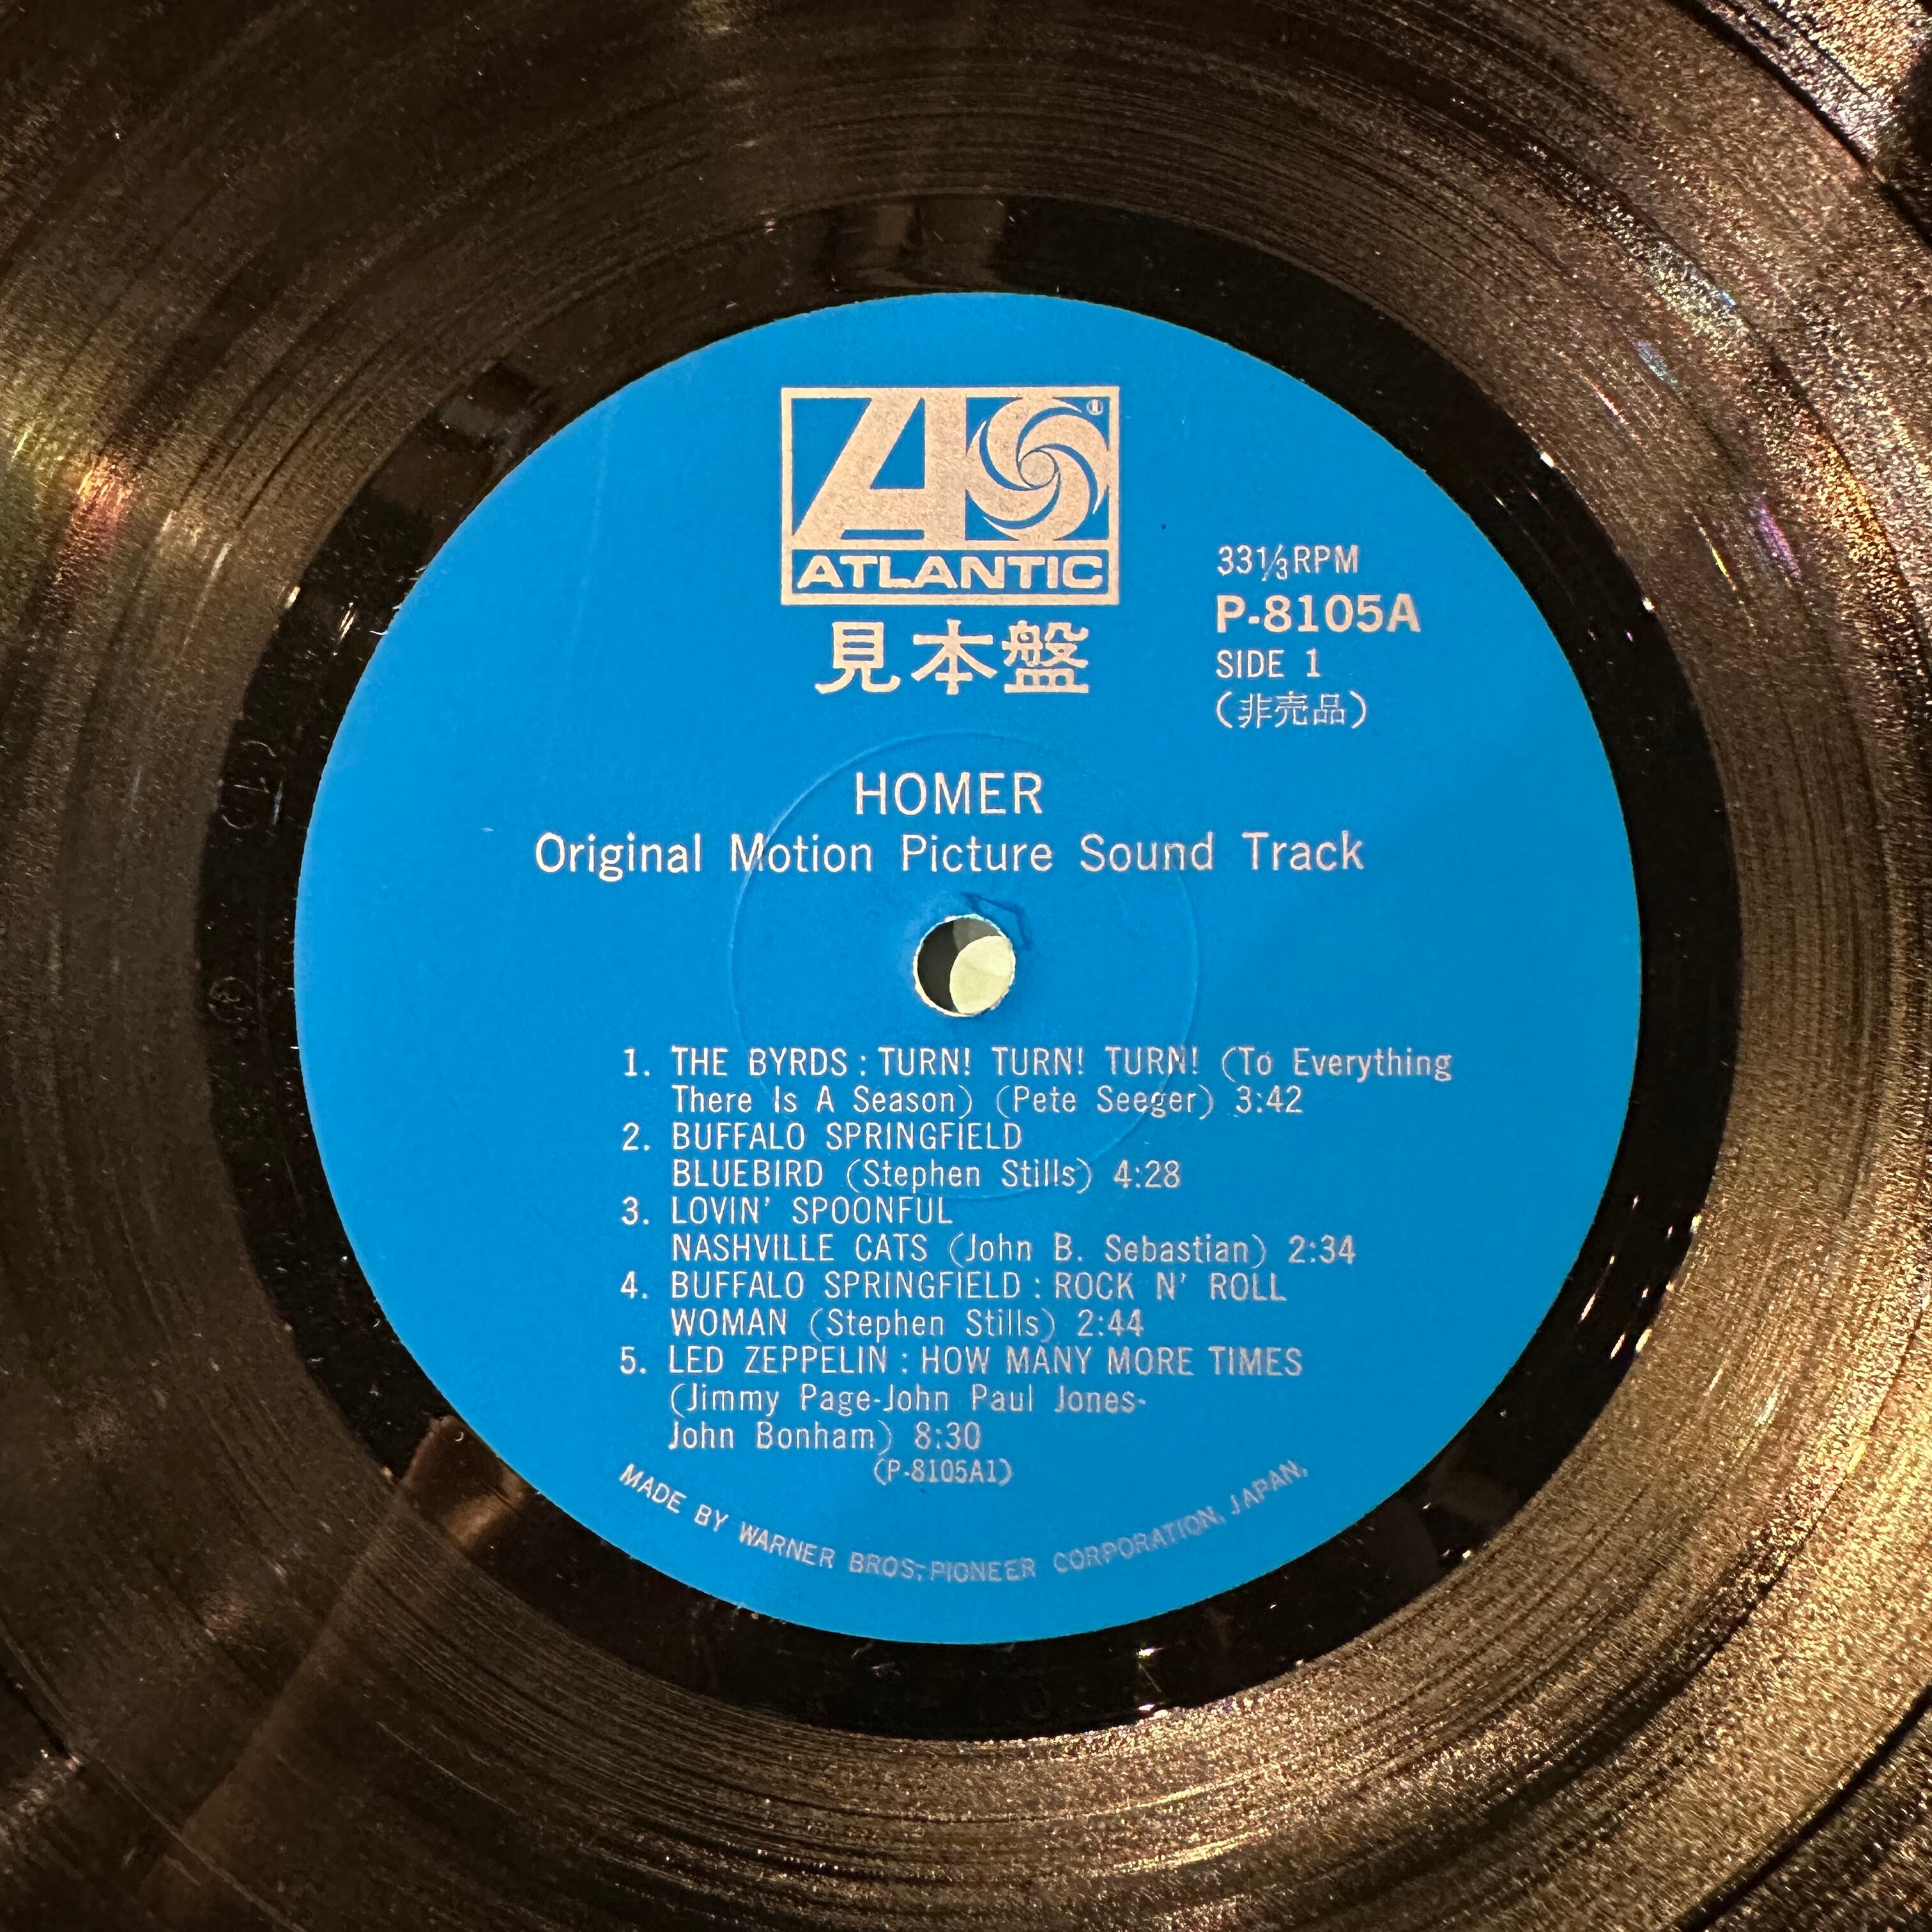 ATLANTIC
見本盤
33⅓RPM
P-8105A
SIDE 1
(非売品)
HOMER
Original Motion Picture Sound Track
1. THE BYRDS : TURN! TURN! TURN! (To Everything
There Is A Season) (Pete Seeger) 3:42
2. BUFFALO SPRINGFIELD
BLUEBIRD (Stephen Stills) 4:28
3. LOVIN' SPOONFUL
NASHVILLE CATS (John B. Sebastian) 2:34
4. BUFFALO SPRINGFIELD : ROCK N' ROLL
WOMAN (Stephen Stills) 2:44
5. LED ZEPPELIN : HOW MANY MORE TIMES
(Jimmy Page-John Paul Jones-
John Bonham) 8:30
(P-8105A1)
MADE BY WARNER BROS.-PIONEER CORPORATION, JAPAN.